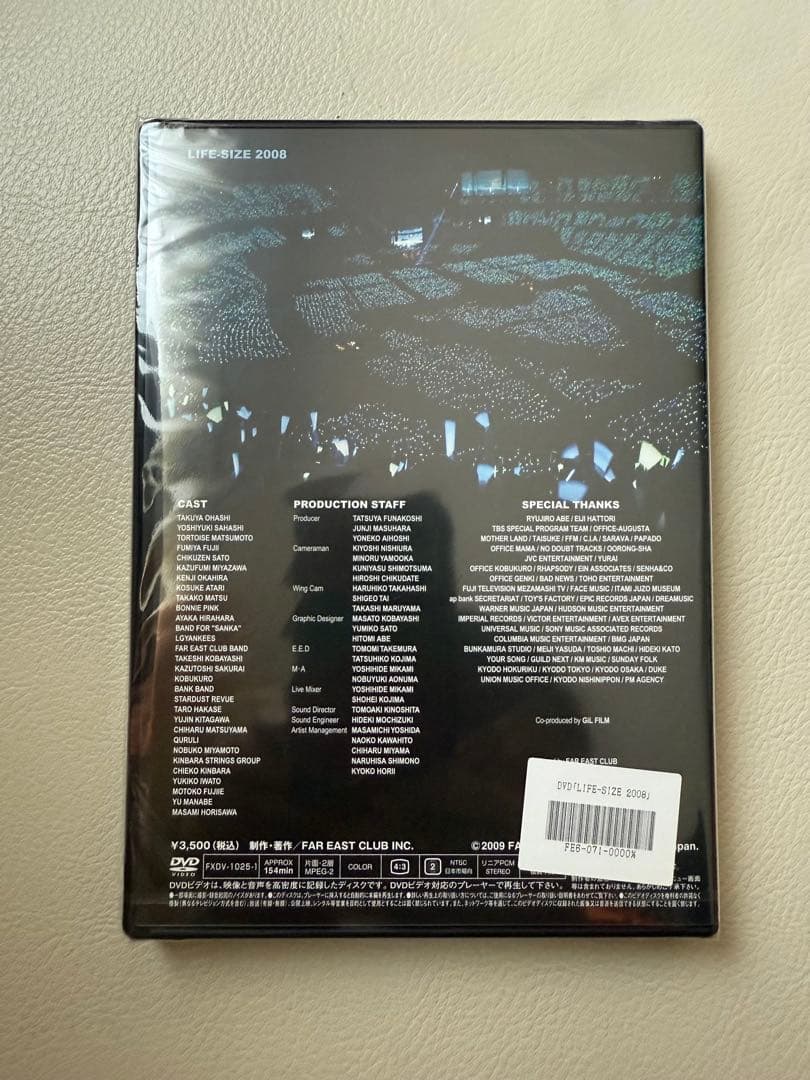 LIFE-SIZE 2008
CAST
TAKUYA OHASHI
YOSHIYUKI SAHASHI
TORTOISE MATSUMOTO
FUMIYA FUJII
CHIKUZEN SATO
KAZUFUMI MIYAZAWA
KENJI OKAHIRA
KOSUKE ATARI
TAKAKO MATSU
BONNIE PINK
AYAKA HIRAHARA
BAND FOR "SANKA"
LGYANKEES
FAR EAST CLUB BAND
TAKESHI KOBAYASHI
KAZUTOSHI SAKURAI
KOBUKURO
BANK BAND
STARDUST REVUE
TARO HAKASE
YUJIN KITAGAWA
CHIHARU MATSUYAMA
QURULI
NOBUKO MIYAMOTO
KINBARA STRINGS GROUP
CHIEKO KINBARA
YUKIKO IWATO
MOTOKO FUJIIE
YU MANABE
MASAMI HORISAWA
PRODUCTION STAFF
Producer TATSUYA FUNAKOSHI
JUNJI MASUHARA
YONEKO AIHOSHI
Cameraman KIYOSHI NISHIURA
MINORU YAMOOKA
KUNIYASU SHIMOTSUMA
HIROSHI CHIKUDATE
Wing Cam HARUHIKO TAKAHASHI
SHIGEO TAI
TAKASHI MARUYAMA
Graphic Designer MASATO KOBAYASHI
YUMIKO SATO
HITOMI ABE
E.E.D TOMOMI TAKEMURA
TATSUHIKO KOJIMA
M·A YOSHIHIDE MIKAMI
NOBUYUKI AONUMA
Live Mixer YOSHIHIDE MIKAMI
SHOHEI KOJIMA
Sound Director TOMOAKI KINOSHITA
Sound Engineer HIDEKI MOCHIZUKI
Artist Management MASAMICHI YOSHIDA
NAOKO KAWAHITO
CHIHARU MIYAMA
NARUHISA SHIMONO
KYOKO HORII
SPECIAL THANKS
RYUJIRO ABE / EIJI HATTORI
TBS SPECIAL PROGRAM TEAM / OFFICE-AUGUSTA
MOTHER LAND / TAISUKE / FFM / C.I.A / SARAVA / PAPADO
OFFICE MAMA / NO DOUBT TRACKS / OORONG-SHA
JVC ENTERTAINMENT / YURAI
OFFICE KOBUKURO / RHAPSODY / EIN ASSOCIATES / SENHA&CO
OFFICE GENKI / BAD NEWS / TOHO ENTERTAINMENT
FUJI TELEVISION MEZAMASHI TV / FACE MUSIC / ITAMI JUZO MUSEUM
ap bank SECRETARIAT / TOY'S FACTORY / EPIC RECORDS JAPAN / DREAMUSIC
WARNER MUSIC JAPAN / HUDSON MUSIC ENTERTAINMENT
IMPERIAL RECORDS / VICTOR ENTERTAINMENT / AVEX ENTERTAINMENT
UNIVERSAL MUSIC / SONY MUSIC ASSOCIATED RECORDS
COLUMBIA MUSIC ENTERTAINMENT / BMG JAPAN
BUNKAMURA STUDIO / MEIJI YASUDA / TOSHIO MACHI / HIDEKI KATO
YOUR SONG / GUILD NEXT / KM MUSIC / SUNDAY FOLK
KYODO HOKURIKU / KYODO TOKYO / KYODO OSAKA / DUKE
UNION MUSIC OFFICE / KYODO NISHINIPPON / PM AGENCY
Co-produced by GIL FILM
FAR EAST CLUB
DVD「LIFE-SIZE 2008」
FE6-071-0000%
¥3,500(税込) 制作・著作/FAR EAST CLUB INC. ©2009 FA
DVD VIDEO FXDV-1025-1 APPROX 154min 片面・2層 MPEG-2 COLOR 4:3 2 NTSC 日本市場向 リニアPCM STEREO
DVDビデオは、映像と音声を高密度に記録したディスクです。DVDビデオ対応のプレーヤーで再生して下さい。